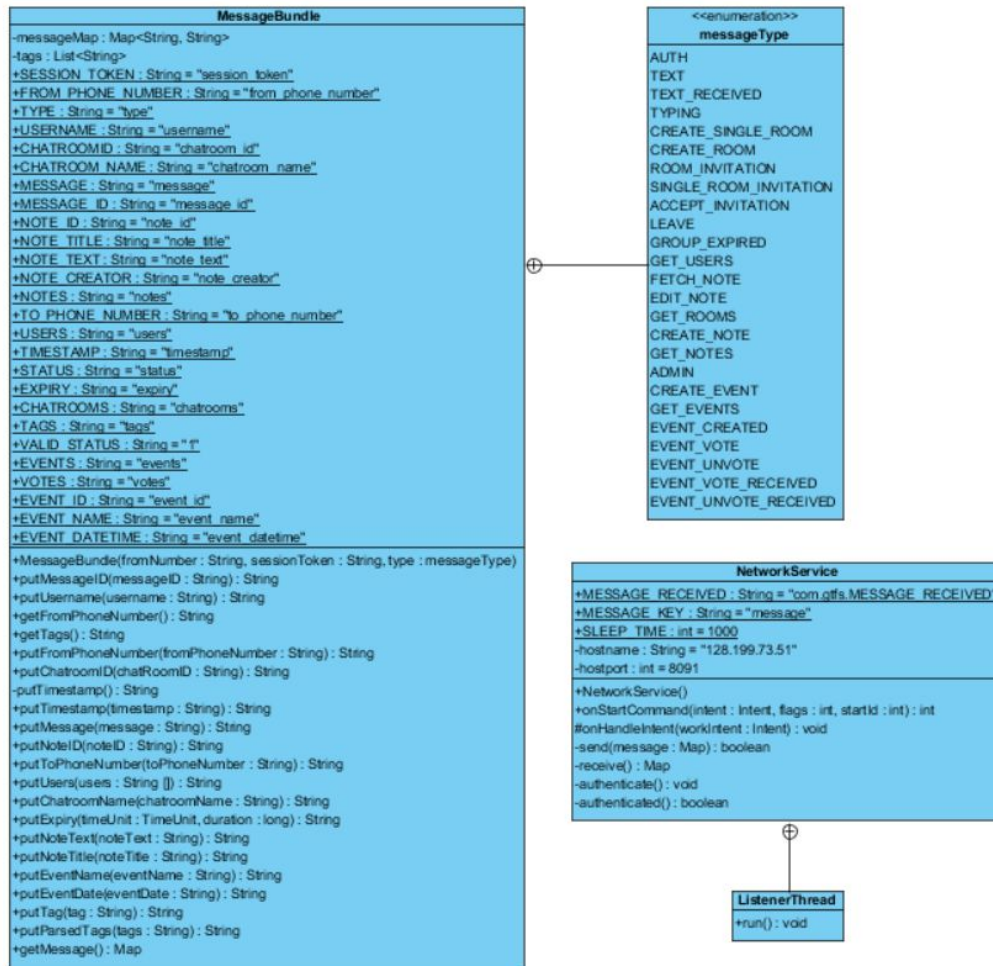 MessageBundle
-messageMap : Map<String, String>
-tags : List<String>
+SESSION_TOKEN : String = "session_token"
+FROM_PHONE_NUMBER : String = "from_phone_number"
+TYPE : String = "type"
+USERNAME : String = "username"
+CHATROOMID : String = "chatroom_id"
+CHATROOM_NAME : String = "chatroom_name"
+MESSAGE : String = "message"
+MESSAGE_ID : String = "message_id"
+NOTE_ID : String = "note_id"
+NOTE_TITLE : String = "note_title"
+NOTE_TEXT : String = "note_text"
+NOTE_CREATOR : String = "note_creator"
+NOTES : String = "notes"
+TO_PHONE_NUMBER : String = "to_phone_number"
+USERS : String = "users"
+TIMESTAMP : String = "timestamp"
+STATUS : String = "status"
+EXPIRY : String = "expiry"
+CHATROOMS : String = "chatrooms"
+TAGS : String = "tags"
+VALID_STATUS : String = "1"
+EVENTS : String = "events"
+VOTES : String = "votes"
+EVENT_ID : String = "event_id"
+EVENT_NAME : String = "event_name"
+EVENT_DATETIME : String = "event_datetime"
+MessageBundle(fromNumber : String, sessionToken : String, type : messageType)
+putMessageID(messageID : String) : String
+putUsername(username : String) : String
+getFromPhoneNumber() : String
+getTags() : String
+putFromPhoneNumber(fromPhoneNumber : String) : String
+putChatroomID(chatRoomID : String) : String
-putTimestamp() : String
+putTimestamp(timestamp : String) : String
+putMessage(message : String) : String
+putNoteID(noteID : String) : String
+putToPhoneNumber(toPhoneNumber : String) : String
+putUsers(users : String []) : String
+putChatroomName(chatroomName : String) : String
+putExpiry(timeUnit : TimeUnit, duration : long) : String
+putNoteText(noteText : String) : String
+putNoteTitle(noteTitle : String) : String
+putEventName(eventName : String) : String
+putEventDate(eventDate : String) : String
+putTag(tag : String) : String
+putParsedTags(tags : String) : String
+getMessage() : Map
<<enumeration>>
messageType
AUTH
TEXT
TEXT_RECEIVED
TYPING
CREATE_SINGLE_ROOM
CREATE_ROOM
ROOM_INVITATION
SINGLE_ROOM_INVITATION
ACCEPT_INVITATION
LEAVE
GROUP_EXPIRED
GET_USERS
FETCH_NOTE
EDIT_NOTE
GET_ROOMS
CREATE_NOTE
GET_NOTES
ADMIN
CREATE_EVENT
GET_EVENTS
EVENT_CREATED
EVENT_VOTE
EVENT_UNVOTE
EVENT_VOTE_RECEIVED
EVENT_UNVOTE_RECEIVED
NetworkService
+MESSAGE_RECEIVED : String = "com.gtfs.MESSAGE_RECEIVED"
+MESSAGE_KEY : String = "message"
+SLEEP_TIME : int = 1000
-hostname : String = "128.199.73.51"
-hostport : int = 8091
+NetworkService()
+onStartCommand(intent : Intent, flags : int, startId : int) : int
#onHandleIntent(workIntent : Intent) : void
-send(message : Map) : boolean
-receive() : Map
-authenticate() : void
-authenticated() : boolean
ListenerThread
+run() : void